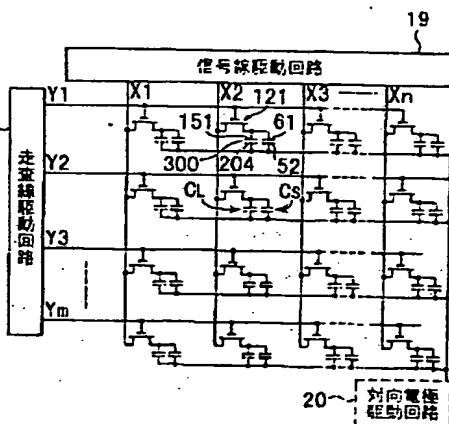 19
信号線駆動回路
X1 X2 X3 Xn
Y1
121
151 61
300 204 52
走査線駆動回路
Y2
CL CS
Y3
Ym
20
対向電極
駆動回路